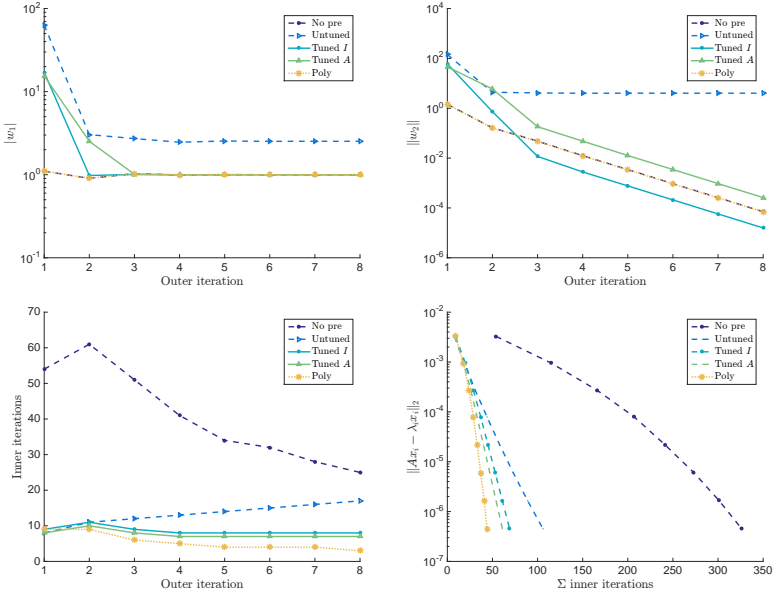 10^2
10^1
10^0
10^-1
|w_1|
1 2 3 4 5 6 7 8
Outer iteration
No pre
Untuned
Tuned I
Tuned A
Poly
10^4
10^2
10^0
10^-2
10^-4
10^-6
||w_2||
1 2 3 4 5 6 7 8
Outer iteration
No pre
Untuned
Tuned I
Tuned A
Poly
70
60
50
40
30
20
10
0
Inner iterations
1 2 3 4 5 6 7 8
Outer iteration
No pre
Untuned
Tuned I
Tuned A
Poly
10^-2
10^-3
10^-4
10^-5
10^-6
10^-7
||Ax_i − λ_i x_i||_2
0 50 100 150 200 250 300 350
Σ inner iterations
No pre
Untuned
Tuned I
Tuned A
Poly